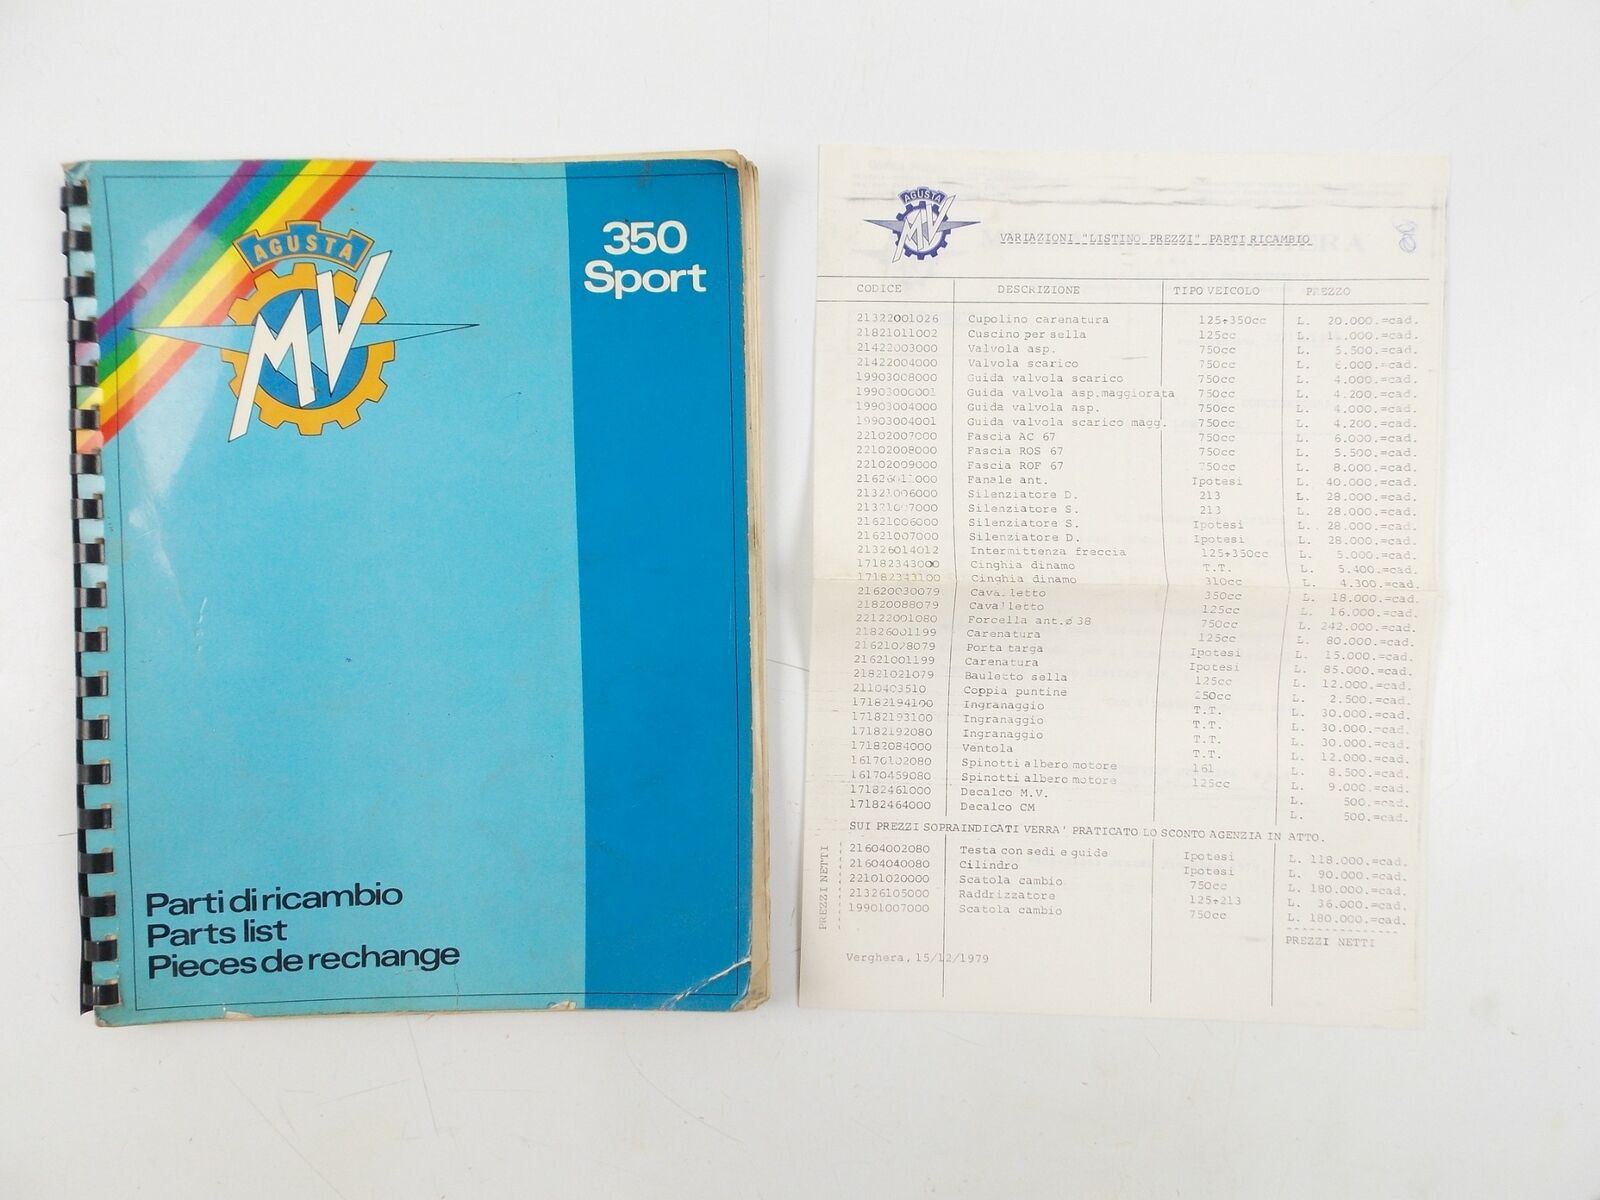 AGUSTA
MV
350
Sport
Parti di ricambio
Parts list
Pieces de rechange
AGUSTA
MV
VARIAZIONI "LISTINO PREZZI" PARTI RICAMBIO
CODICE DESCRIZIONE TIPO VEICOLO PREZZO
21322001026 Cupolino carenatura 125÷350cc L. 20.000.=cad.
21821011002 Cuscino per sella 125cc L. .000.=cad.
21422003000 Valvola asp. 750cc L. 5.500.=cad.
21422004000 Valvola scarico 750cc L. 6.000.=cad.
19903008000 Guida valvola scarico 750cc L. 4.000.=cad.
19903000001 Guida valvola asp.maggiorata 750cc L. 4.200.=cad.
19903004000 Guida valvola asp. 750cc L. 4.000.=cad.
19903004001 Guida valvola scarico magg. 750cc L. 4.200.=cad.
22102007000 Fascia AC 67 750cc L. 6.000.=cad.
22102008000 Fascia ROS 67 750cc L. 5.500.=cad.
22102009000 Fascia ROF 67 750cc L. 8.000.=cad.
21626011000 Fanale ant. Ipotesi L. 40.000.=cad.
21321006000 Silenziatore D. 213 L. 28.000.=cad.
21321007000 Silenziatore S. 213 L. 28.000.=cad.
21621006000 Silenziatore S. Ipotesi L. 28.000.=cad.
21621007000 Silenziatore D. Ipotesi L. 28.000.=cad.
21326014012 Intermittenza freccia 125÷350cc L. 5.000.=cad.
17182343000 Cinghia dinamo T.T. L. 5.400.=cad.
17182343100 Cinghia dinamo 310cc L. 4.300.=cad.
21620030079 Cavalletto 350cc L. 18.000.=cad.
21820088079 Cavalletto 125cc L. 16.000.=cad.
22122001080 Forcella ant.ø 38 750cc L. 242.000.=cad.
21826001199 Carenatura 125cc L. 80.000.=cad.
21621028079 Porta targa Ipotesi L. 15.000.=cad.
21621001199 Carenatura Ipotesi L. 85.000.=cad.
21821021079 Bauletto sella 125cc L. 12.000.=cad.
2110403510 Coppia puntine 250cc L. 2.500.=cad.
17182194100 Ingranaggio T.T. L. 30.000.=cad.
17182193100 Ingranaggio T.T. L. 30.000.=cad.
17182192080 Ingranaggio T.T. L. 30.000.=cad.
17182084000 Ventola T.T. L. 12.000.=cad.
16170102080 Spinotti albero motore 161 L. 8.500.=cad.
16170459080 Spinotti albero motore 125cc L. 9.000.=cad.
17182461000 Decalco M.V. L. 500.=cad.
17182464000 Decalco CM L. 500.=cad.
SUI PREZZI SOPRAINDICATI VERRA' PRATICATO LO SCONTO AGENZIA IN ATTO.
PREZZI NETTI
21604002080 Testa con sedi e guide Ipotesi L. 118.000.=cad.
21604040080 Cilindro Ipotesi L. 90.000.=cad.
22101020000 Scatola cambio 750cc L. 180.000.=cad.
21326105000 Raddrizzatore 125÷213 L. 36.000.=cad.
19901007000 Scatola cambio 750cc L. 180.000.=cad.
PREZZI NETTI
Verghera, 15/12/1979